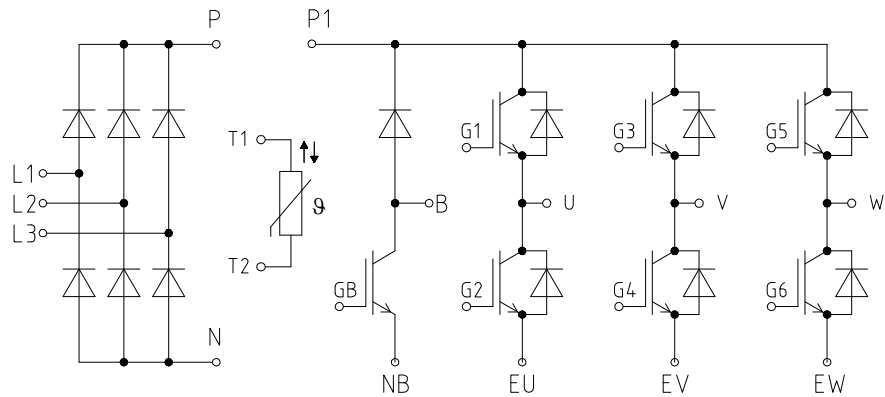 P P1
T1 G1 G3 G5
L1
L2 B U V W
L3 ϑ
T2 GB G2 G4 G6
N
NB EU EV EW